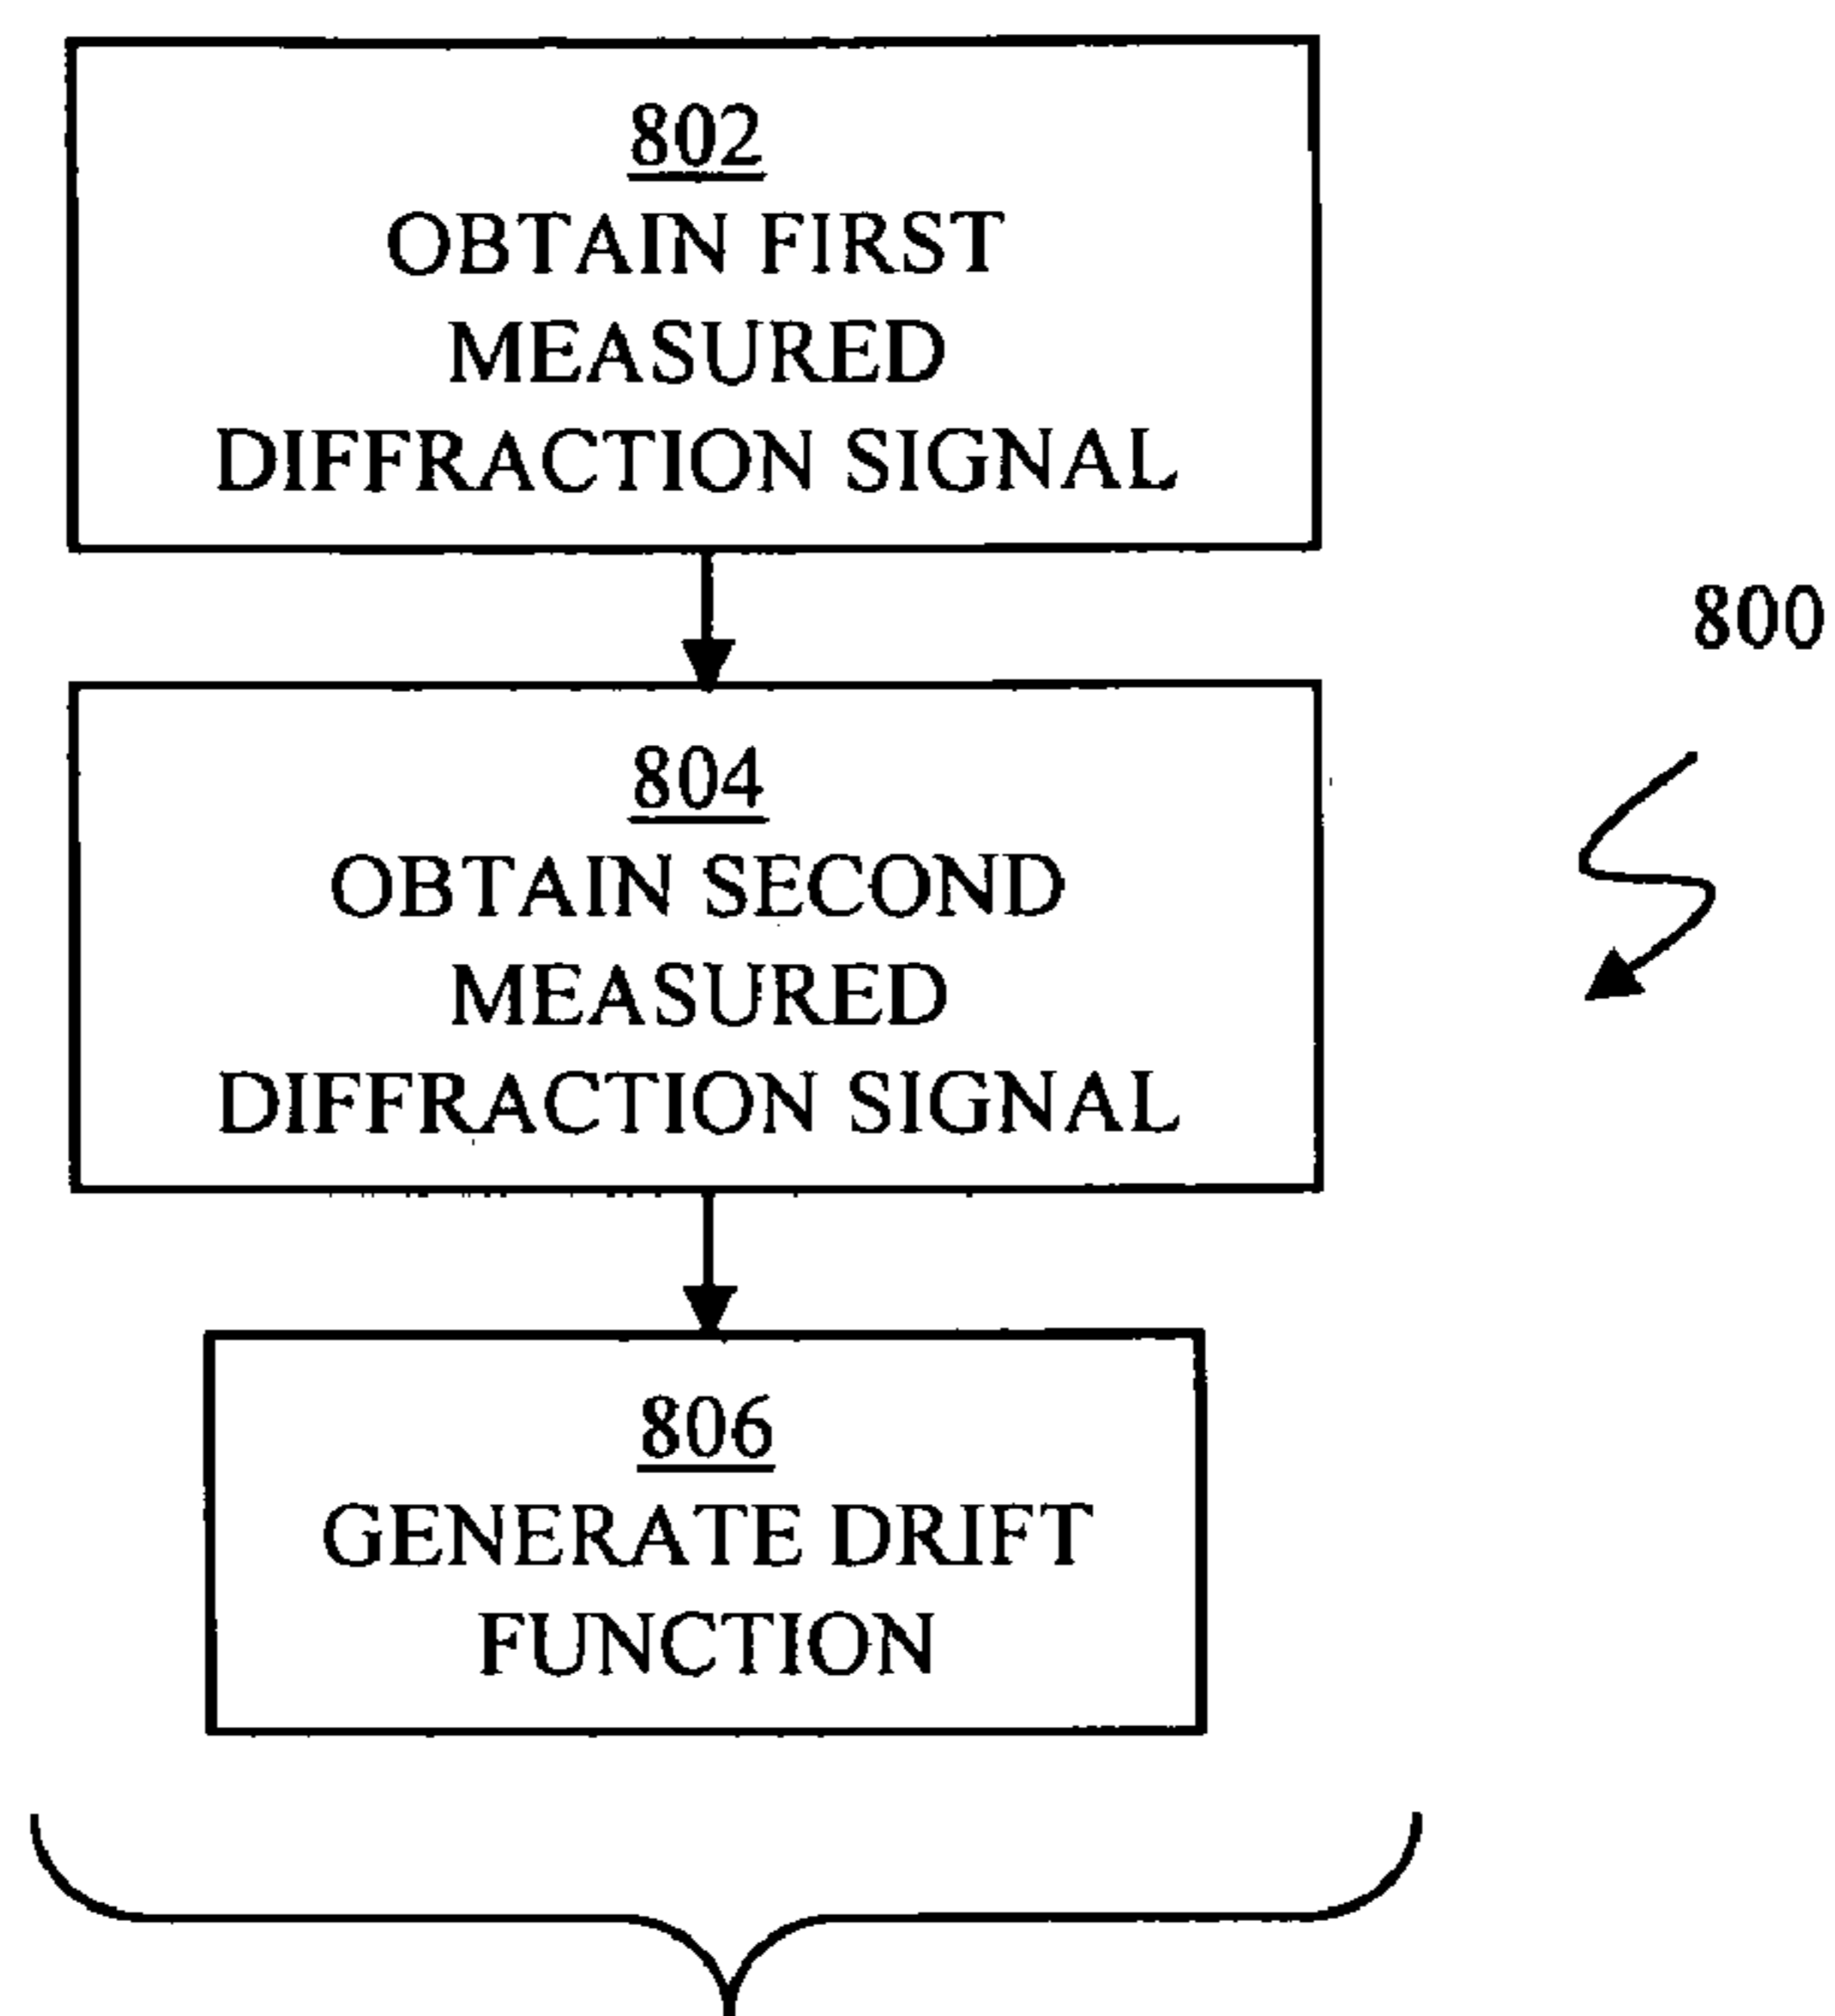 802
OBTAIN FIRST
MEASURED
DIFFRACTION SIGNAL
800
804
OBTAIN SECOND
MEASURED
DIFFRACTION SIGNAL
806
GENERATE DRIFT
FUNCTION